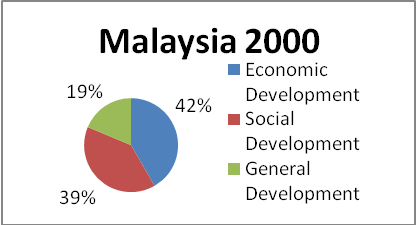 Malaysia 2000
19%
42%
39%
Economic
Development
Social
Development
General
Development